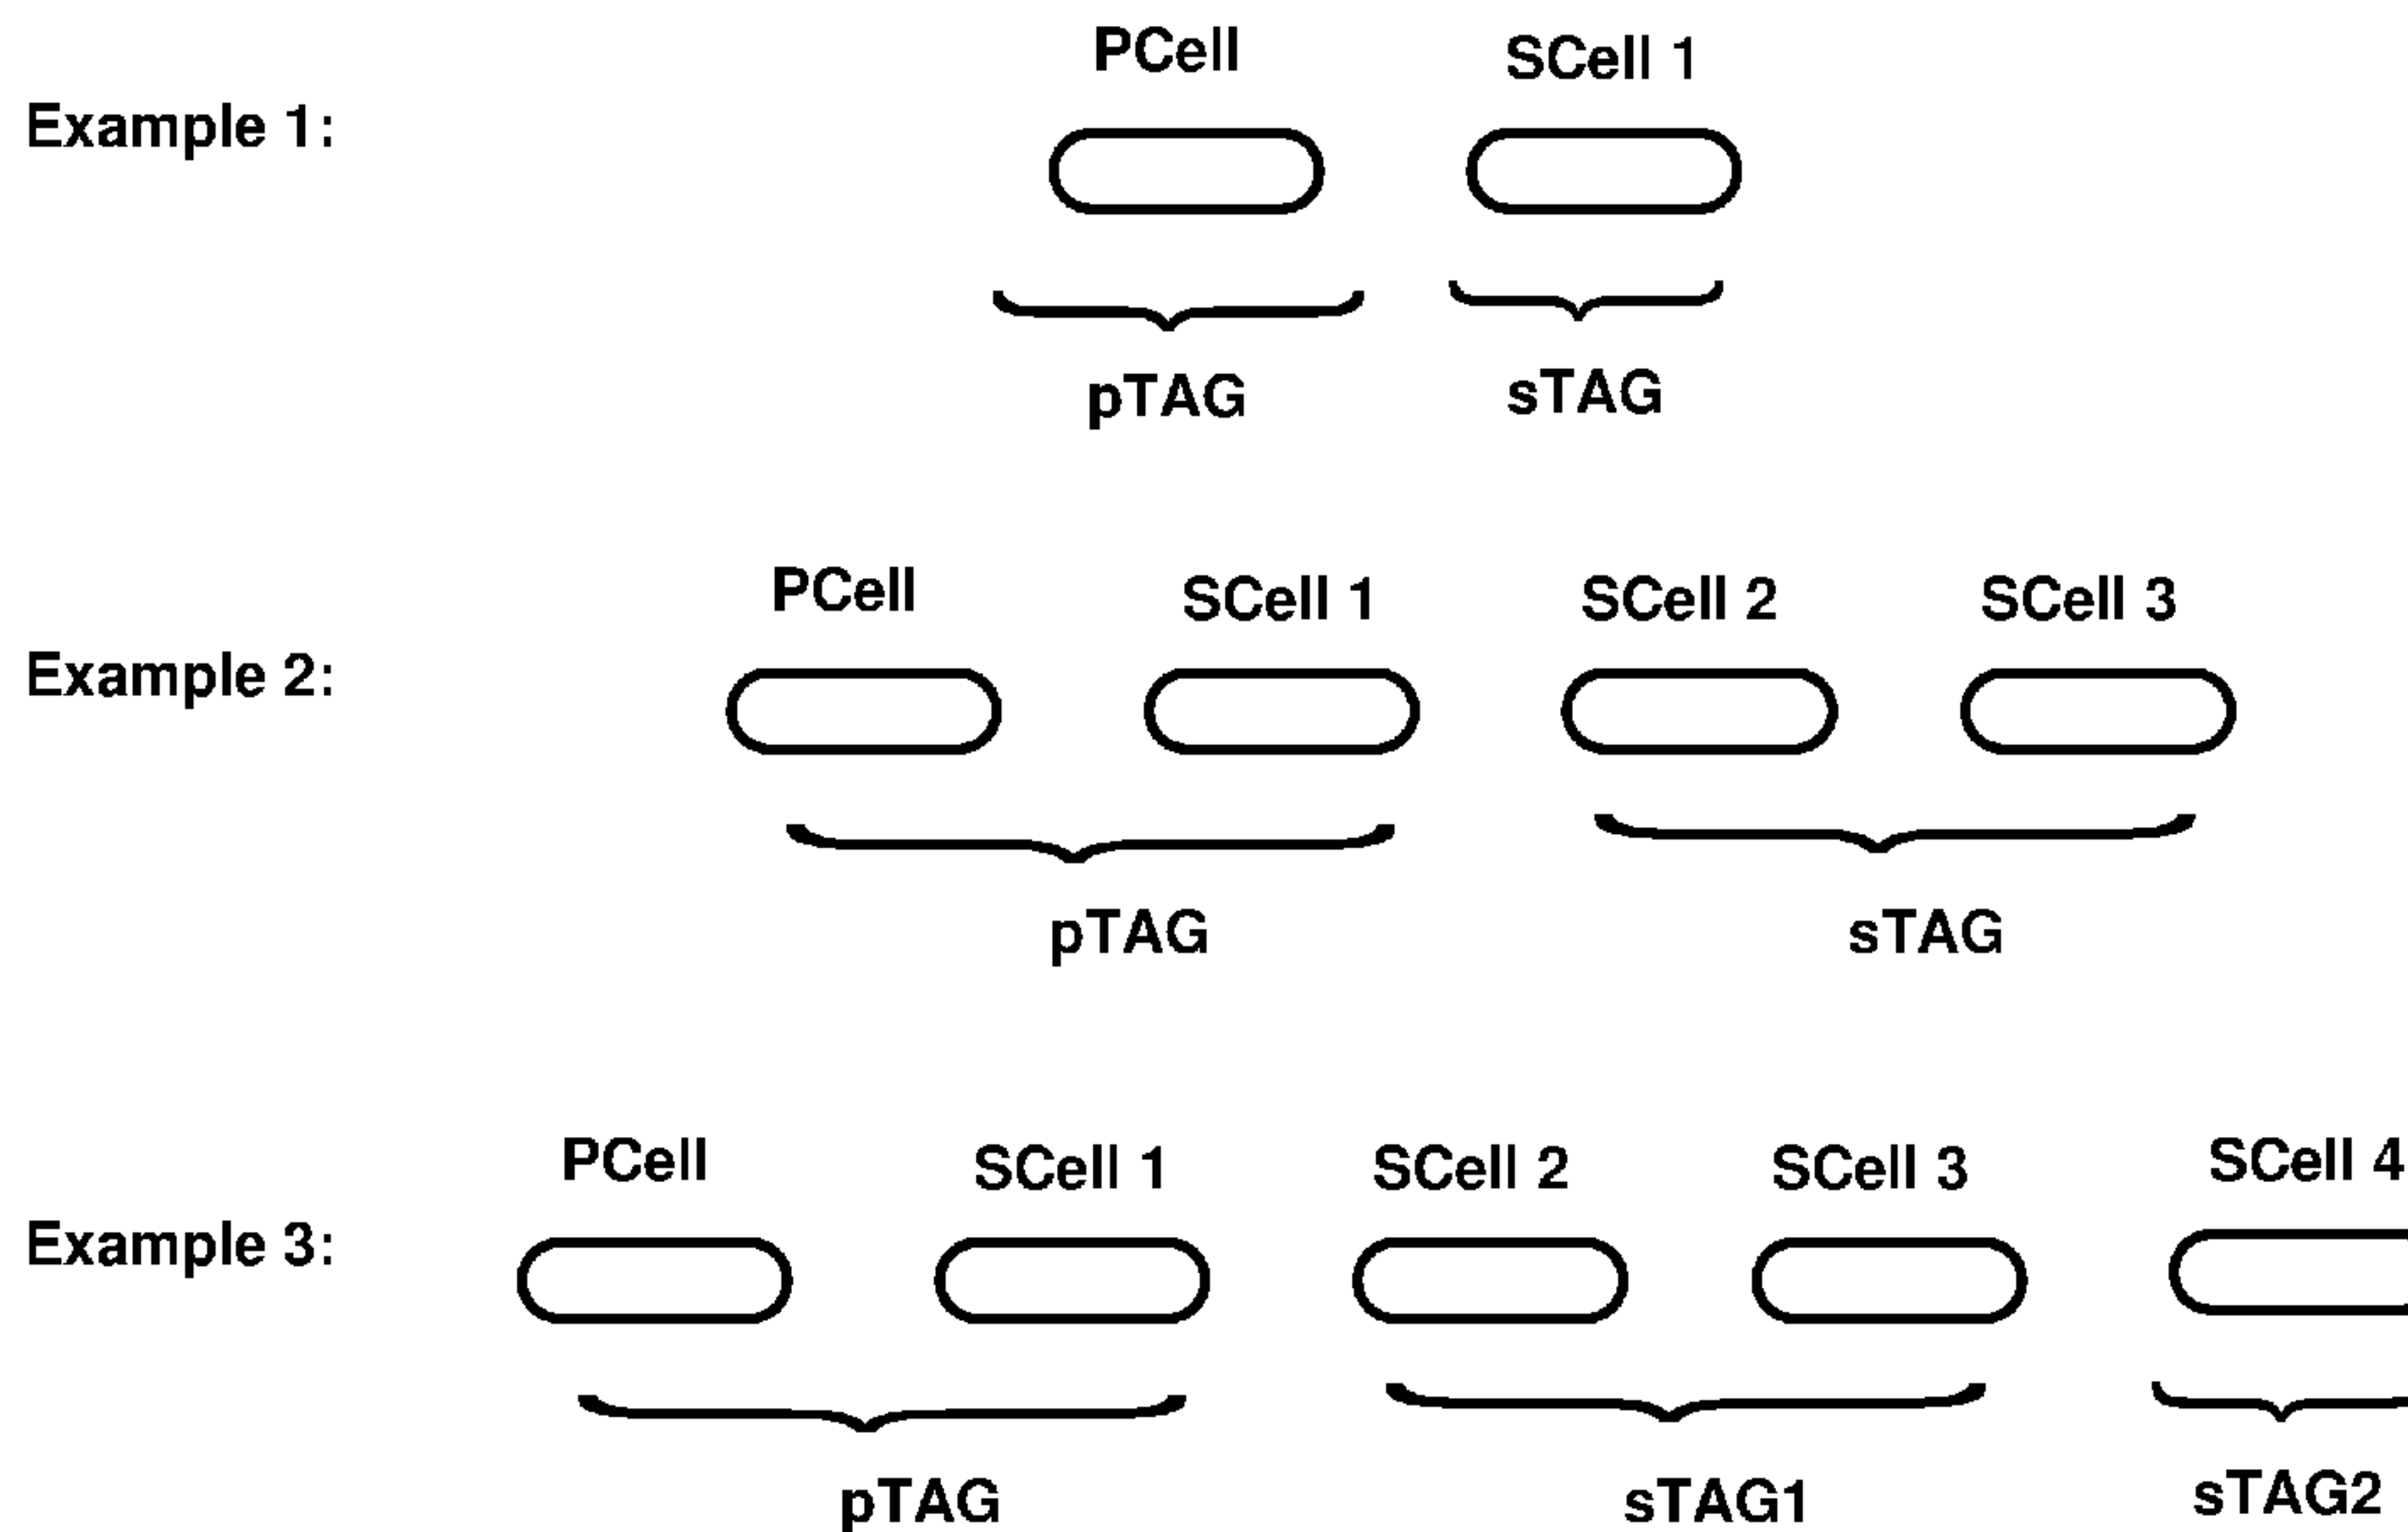 PCell SCell 1
Example 1:
pTAG sTAG
PCell SCell 1 SCell 2 SCell 3
Example 2:
pTAG sTAG
PCell SCell 1 SCell 2 SCell 3 SCell 4
Example 3:
pTAG sTAG1 sTAG2